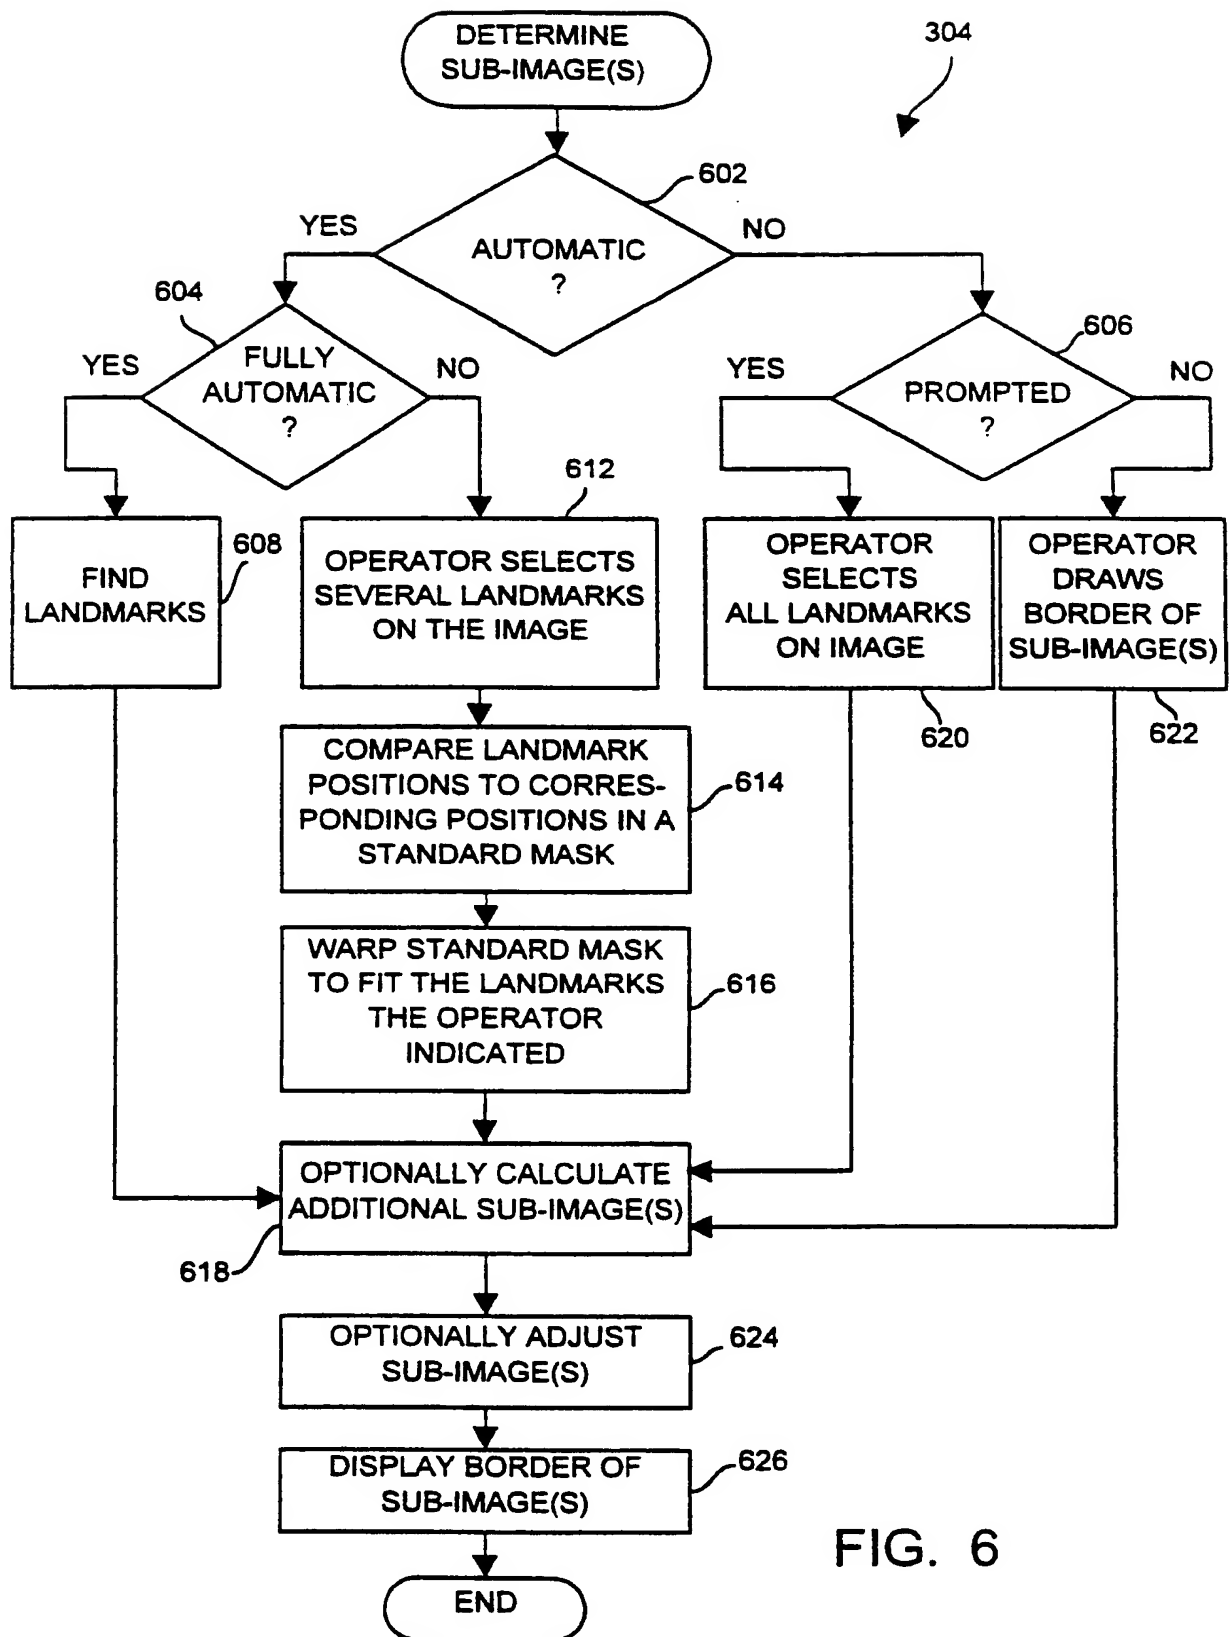 DETERMINE
SUB-IMAGE(S)
304
602
YES
NO
AUTOMATIC
?
604
606
YES
FULLY
AUTOMATIC
?
NO
YES
PROMPTED
?
NO
612
608
FIND
LANDMARKS
OPERATOR SELECTS
SEVERAL LANDMARKS
ON THE IMAGE
OPERATOR
SELECTS
ALL LANDMARKS
ON IMAGE
OPERATOR
DRAWS
BORDER OF
SUB-IMAGE(S)
620
622
COMPARE LANDMARK
POSITIONS TO CORRES-
PONDING POSITIONS IN A
STANDARD MASK
614
WARP STANDARD MASK
TO FIT THE LANDMARKS
THE OPERATOR
INDICATED
616
OPTIONALLY CALCULATE
ADDITIONAL SUB-IMAGE(S)
618
OPTIONALLY ADJUST
SUB-IMAGE(S)
624
DISPLAY BORDER OF
SUB-IMAGE(S)
626
END
FIG. 6